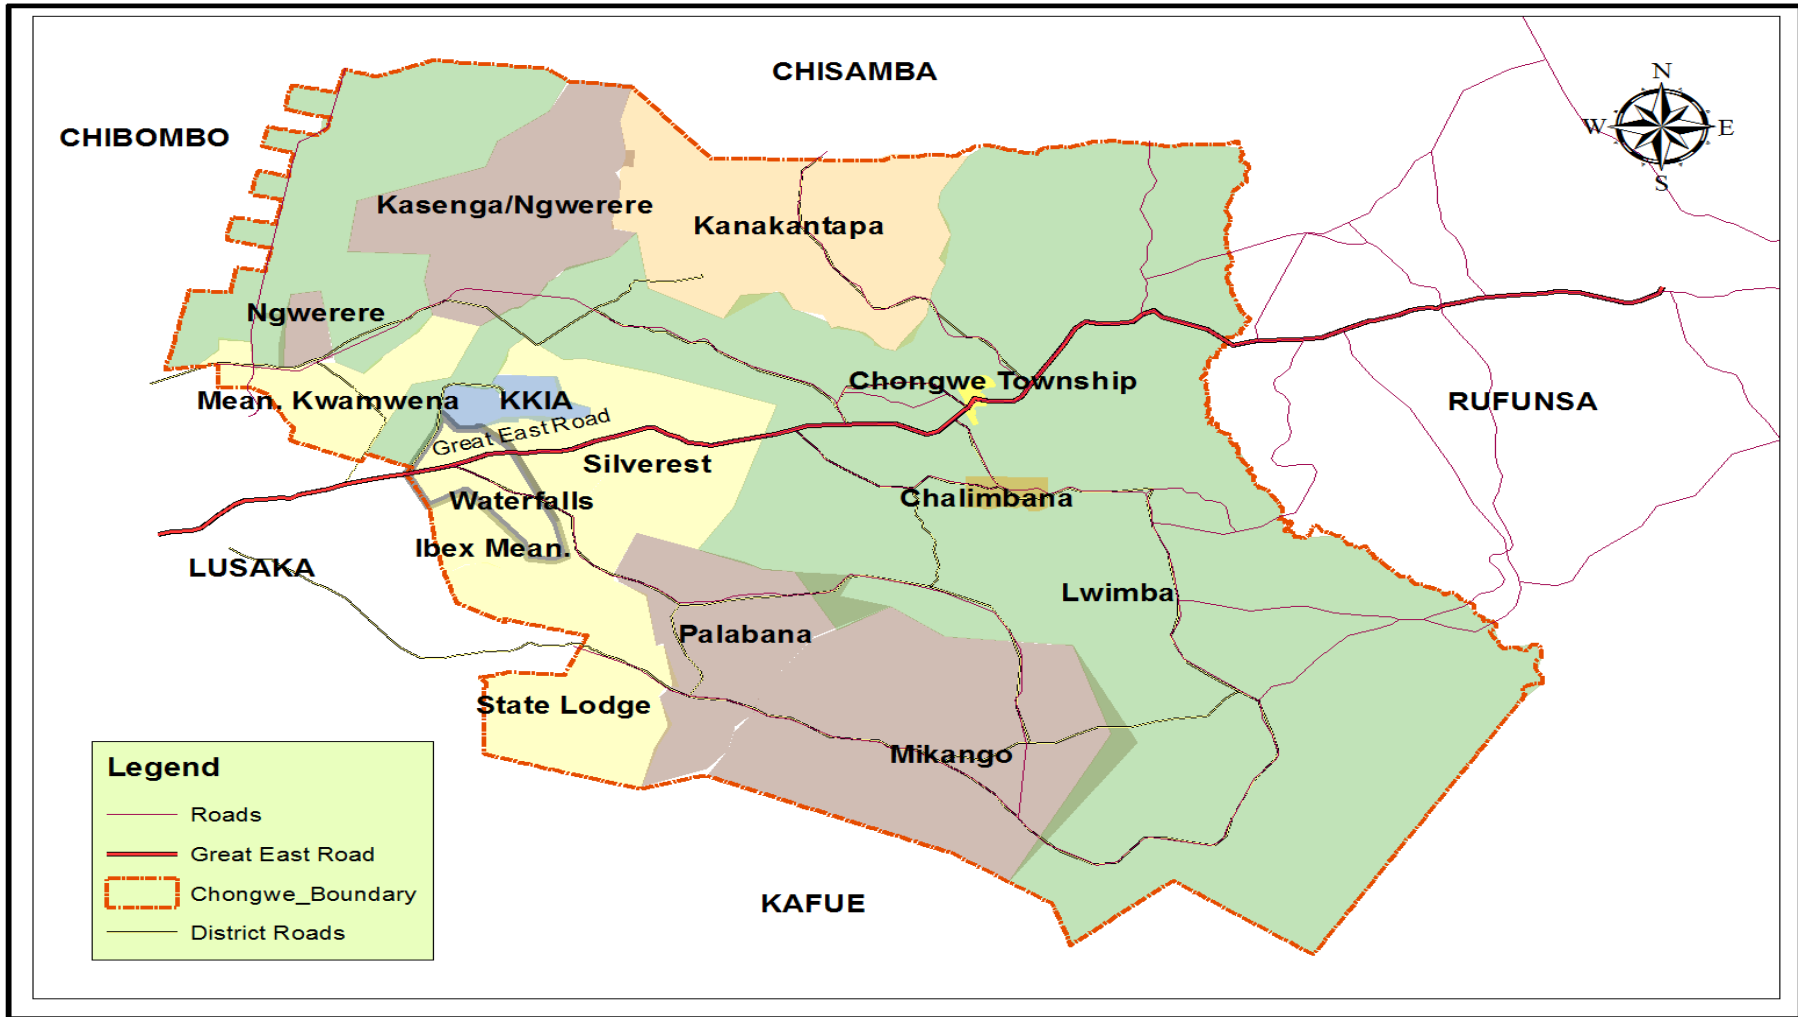 CHISAMBA
N
W
E
S
CHIBOMBO
Kasenga/Ngwerere
Kanakantapa
Ngwerere
Chongwe Township
Mean. Kwamwena
KKIA
RUFUNSA
Great East Road
Silverest
Waterfalls
Chalimbana
Ibex Mean.
LUSAKA
Lwimba
Palabana
State Lodge
Mikango
KAFUE
Legend
Roads
Great East Road
Chongwe_Boundary
District Roads